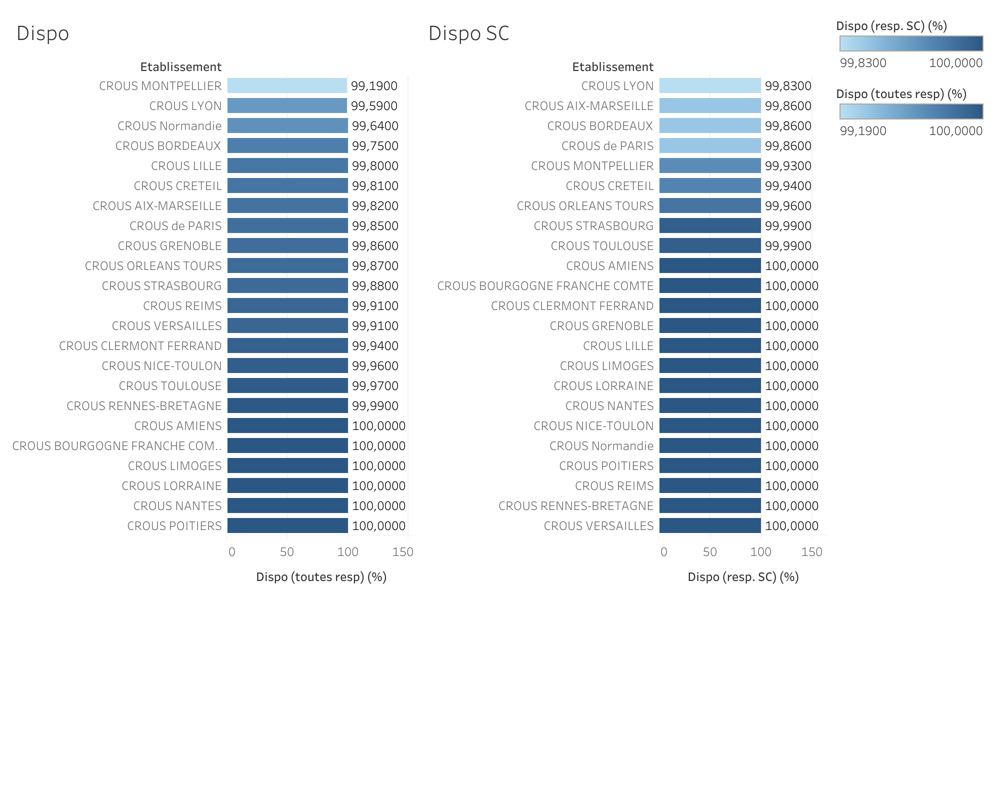 Dispo
Etablissement
CROUS MONTPELLIER 99,1900
CROUS LYON 99,5900
CROUS Normandie 99,6400
CROUS BORDEAUX 99,7500
CROUS LILLE 99,8000
CROUS CRETEIL 99,8100
CROUS AIX-MARSEILLE 99,8200
CROUS de PARIS 99,8500
CROUS GRENOBLE 99,8600
CROUS ORLEANS TOURS 99,8700
CROUS STRASBOURG 99,8800
CROUS REIMS 99,9100
CROUS VERSAILLES 99,9100
CROUS CLERMONT FERRAND 99,9400
CROUS NICE-TOULON 99,9600
CROUS TOULOUSE 99,9700
CROUS RENNES-BRETAGNE 99,9900
CROUS AMIENS 100,0000
CROUS BOURGOGNE FRANCHE COM.. 100,0000
CROUS LIMOGES 100,0000
CROUS LORRAINE 100,0000
CROUS NANTES 100,0000
CROUS POITIERS 100,0000
0 50 100 150
Dispo (toutes resp) (%)
Dispo SC
Etablissement
CROUS LYON 99,8300
CROUS AIX-MARSEILLE 99,8600
CROUS BORDEAUX 99,8600
CROUS de PARIS 99,8600
CROUS MONTPELLIER 99,9300
CROUS CRETEIL 99,9400
CROUS ORLEANS TOURS 99,9600
CROUS STRASBOURG 99,9900
CROUS TOULOUSE 99,9900
CROUS AMIENS 100,0000
CROUS BOURGOGNE FRANCHE COMTE 100,0000
CROUS CLERMONT FERRAND 100,0000
CROUS GRENOBLE 100,0000
CROUS LILLE 100,0000
CROUS LIMOGES 100,0000
CROUS LORRAINE 100,0000
CROUS NANTES 100,0000
CROUS NICE-TOULON 100,0000
CROUS Normandie 100,0000
CROUS POITIERS 100,0000
CROUS REIMS 100,0000
CROUS RENNES-BRETAGNE 100,0000
CROUS VERSAILLES 100,0000
0 50 100 150
Dispo (resp. SC) (%)
Dispo (resp. SC) (%)
99,8300 100,0000
Dispo (toutes resp) (%)
99,1900 100,0000